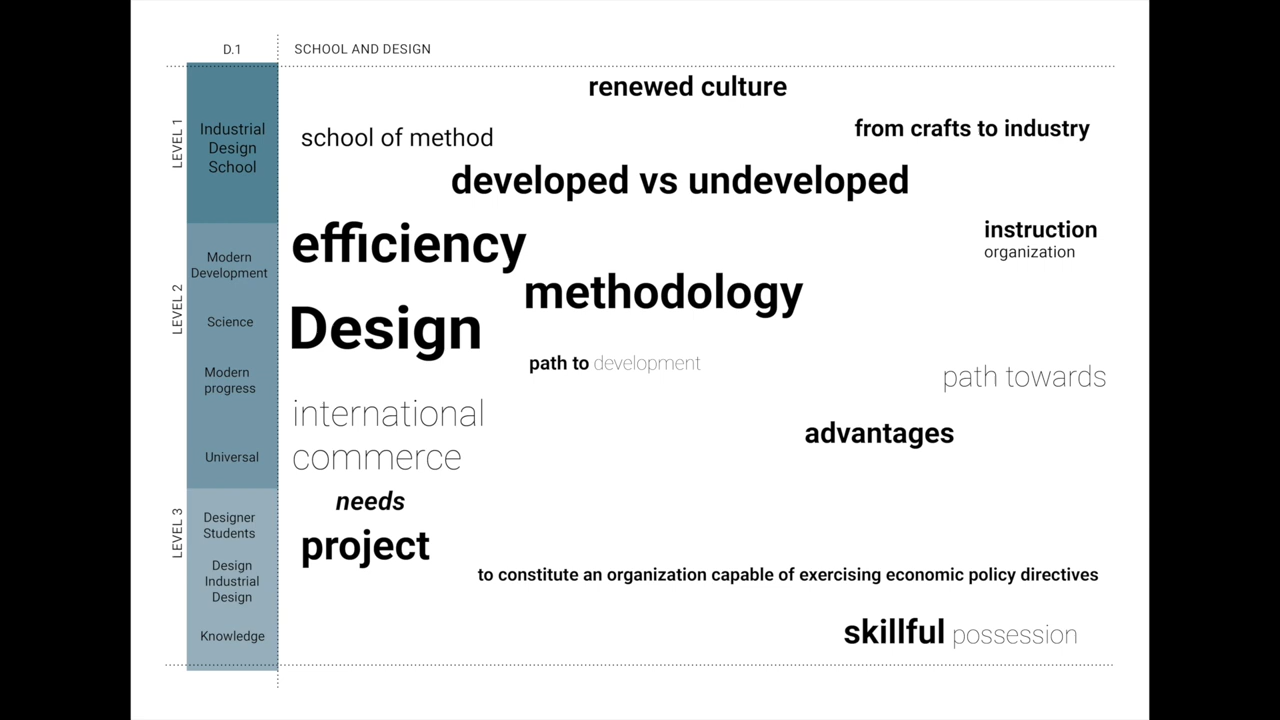 D.1
SCHOOL AND DESIGN
LEVEL 1
Industrial
Design
School
LEVEL 2
Modern
Development
Science
Modern
progress
Universal
LEVEL 3
Designer
Students
Design
Industrial
Design
Knowledge
renewed culture
from crafts to industry
school of method
developed vs undeveloped
efficiency
instruction
organization
methodology
Design
path to development
path towards
international
commerce
advantages
needs
project
to constitute an organization capable of exercising economic policy directives
skillful possession